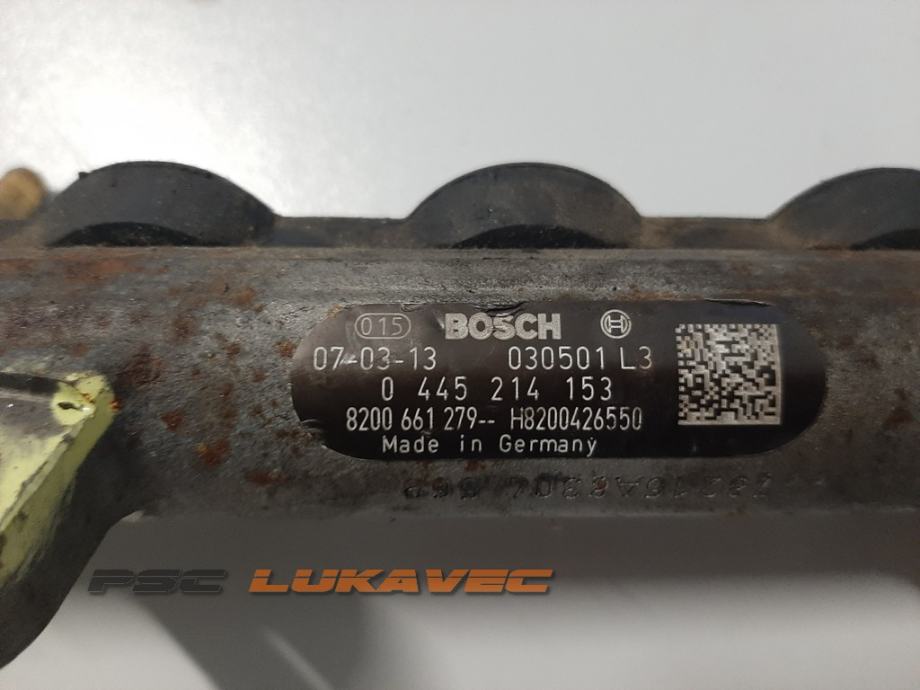 015 BOSCH
07-03-13 030501 L3
0 445 214 153
8200 661 279-- H8200426550
Made in Germany
PSC LUKAVEC